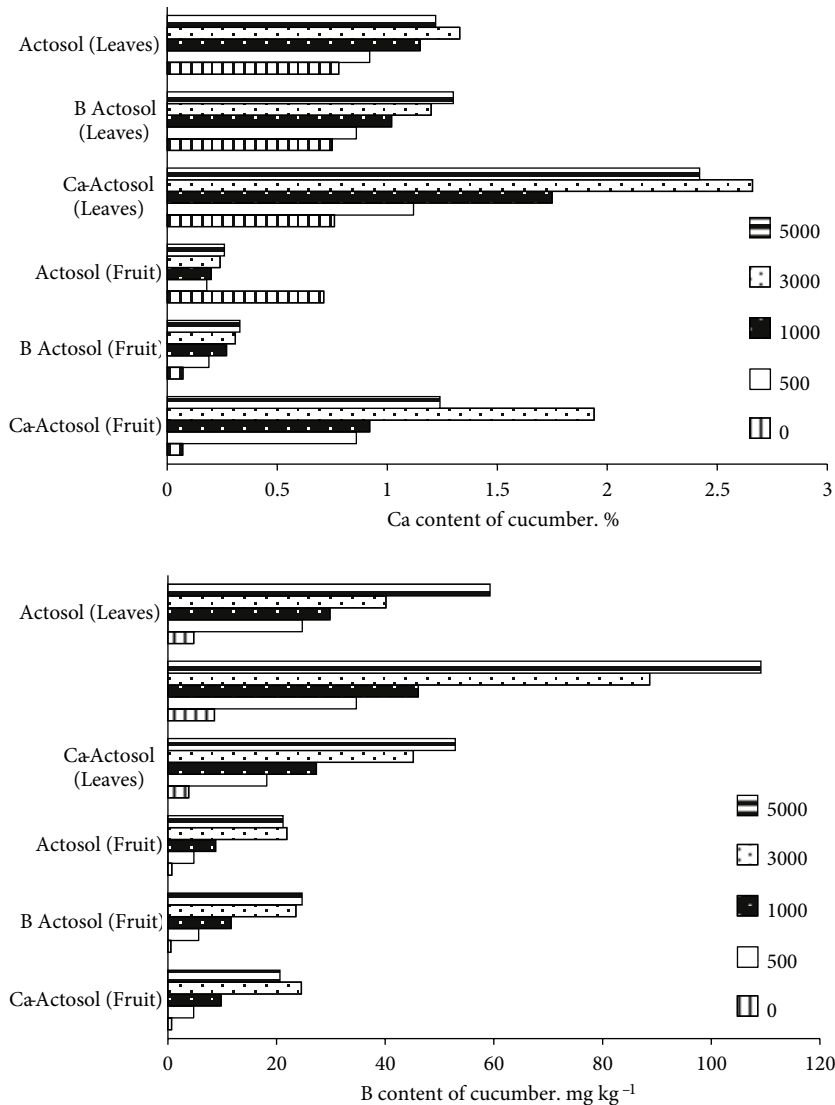 Actosol (Leaves)
B Actosol
(Leaves)
Ca-Actosol
(Leaves)
Actosol (Fruit)
B Actosol (Fruit)
Ca-Actosol (Fruit)
5000
3000
1000
500
0
0 0.5 1 1.5 2 2.5 3
Ca content of cucumber. %
Actosol (Leaves)
Ca-Actosol
(Leaves)
Actosol (Fruit)
B Actosol (Fruit)
Ca-Actosol (Fruit)
5000
3000
1000
500
0
0 20 40 60 80 100 120
B content of cucumber. mg kg⁻¹